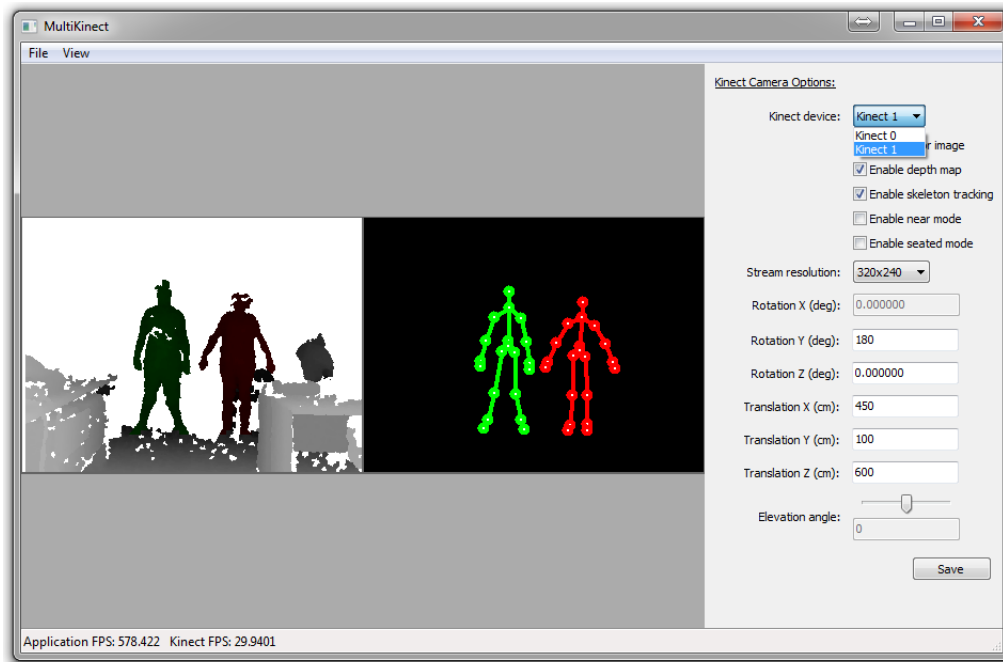 MultiKinect
File View
Kinect Camera Options:
Kinect device: Kinect 1
Kinect 0
Kinect 1
image
Enable depth map
Enable skeleton tracking
Enable near mode
Enable seated mode
Stream resolution: 320x240
Rotation X (deg): 0.000000
Rotation Y (deg): 180
Rotation Z (deg): 0.000000
Translation X (cm): 450
Translation Y (cm): 100
Translation Z (cm): 600
Elevation angle:
0
Save
Application FPS: 578.422 Kinect FPS: 29.9401